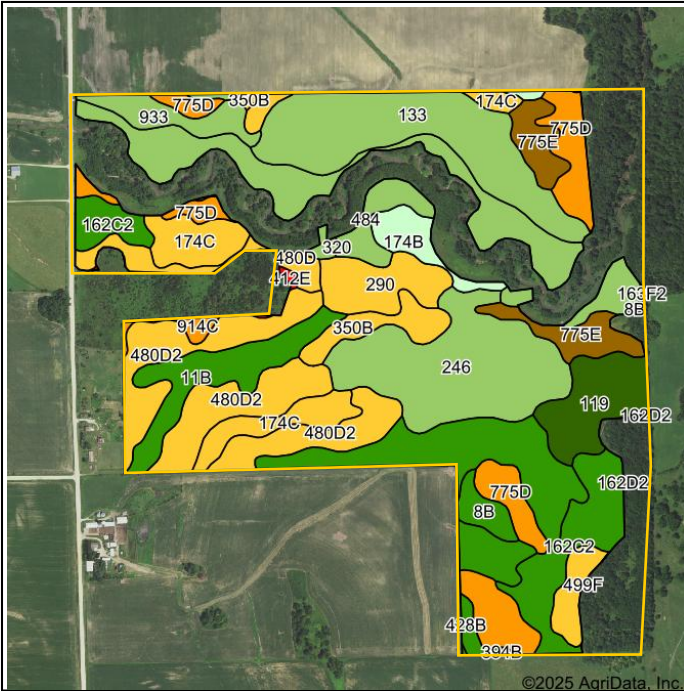 775D
350B
174C
933
133
775D
775E
162C2
775D
174C
484
174B
320
480D
412E
290
163F2
8B
914C
350B
775E
480D2
11B
246
480D2
119
162D2
174C
480D2
775D
162D2
8B
162C2
499F
428B
394B
©2025 AgriData, Inc.